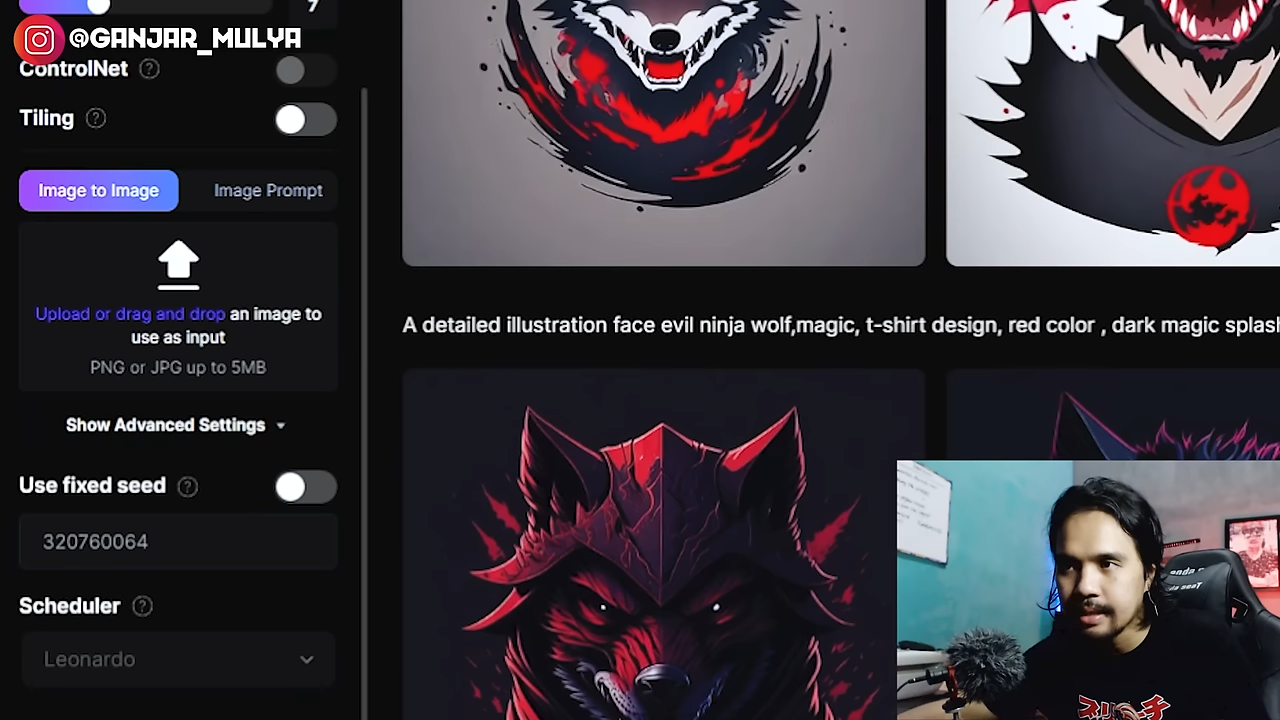 7
@GANJAR_MULYA
ControlNet ?
Tiling ?
Image to Image
Image Prompt
Upload or drag and drop an image to
use as input
PNG or JPG up to 5MB
Show Advanced Settings
Use fixed seed ?
320760064
Scheduler ?
Leonardo
A detailed illustration face evil ninja wolf,magic, t-shirt design, red color , dark magic splash